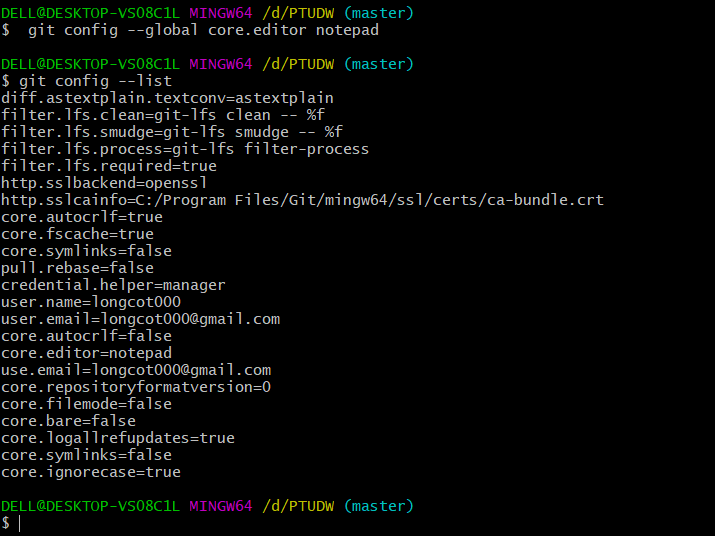 DELL@DESKTOP-VS08C1L MINGW64 /d/PTUDW (master)
$  git config --global core.editor notepad
DELL@DESKTOP-VS08C1L MINGW64 /d/PTUDW (master)
$ git config --list
diff.astextplain.textconv=astextplain
filter.lfs.clean=git-lfs clean -- %f
filter.lfs.smudge=git-lfs smudge -- %f
filter.lfs.process=git-lfs filter-process
filter.lfs.required=true
http.sslbackend=openssl
http.sslcainfo=C:/Program Files/Git/mingw64/ssl/certs/ca-bundle.crt
core.autocrlf=true
core.fscache=true
core.symlinks=false
pull.rebase=false
credential.helper=manager
user.name=longcot000
user.email=longcot000@gmail.com
core.autocrlf=false
core.editor=notepad
use.email=longcot000@gmail.com
core.repositoryformatversion=0
core.filemode=false
core.bare=false
core.logallrefupdates=true
core.symlinks=false
core.ignorecase=true
DELL@DESKTOP-VS08C1L MINGW64 /d/PTUDW (master)
$